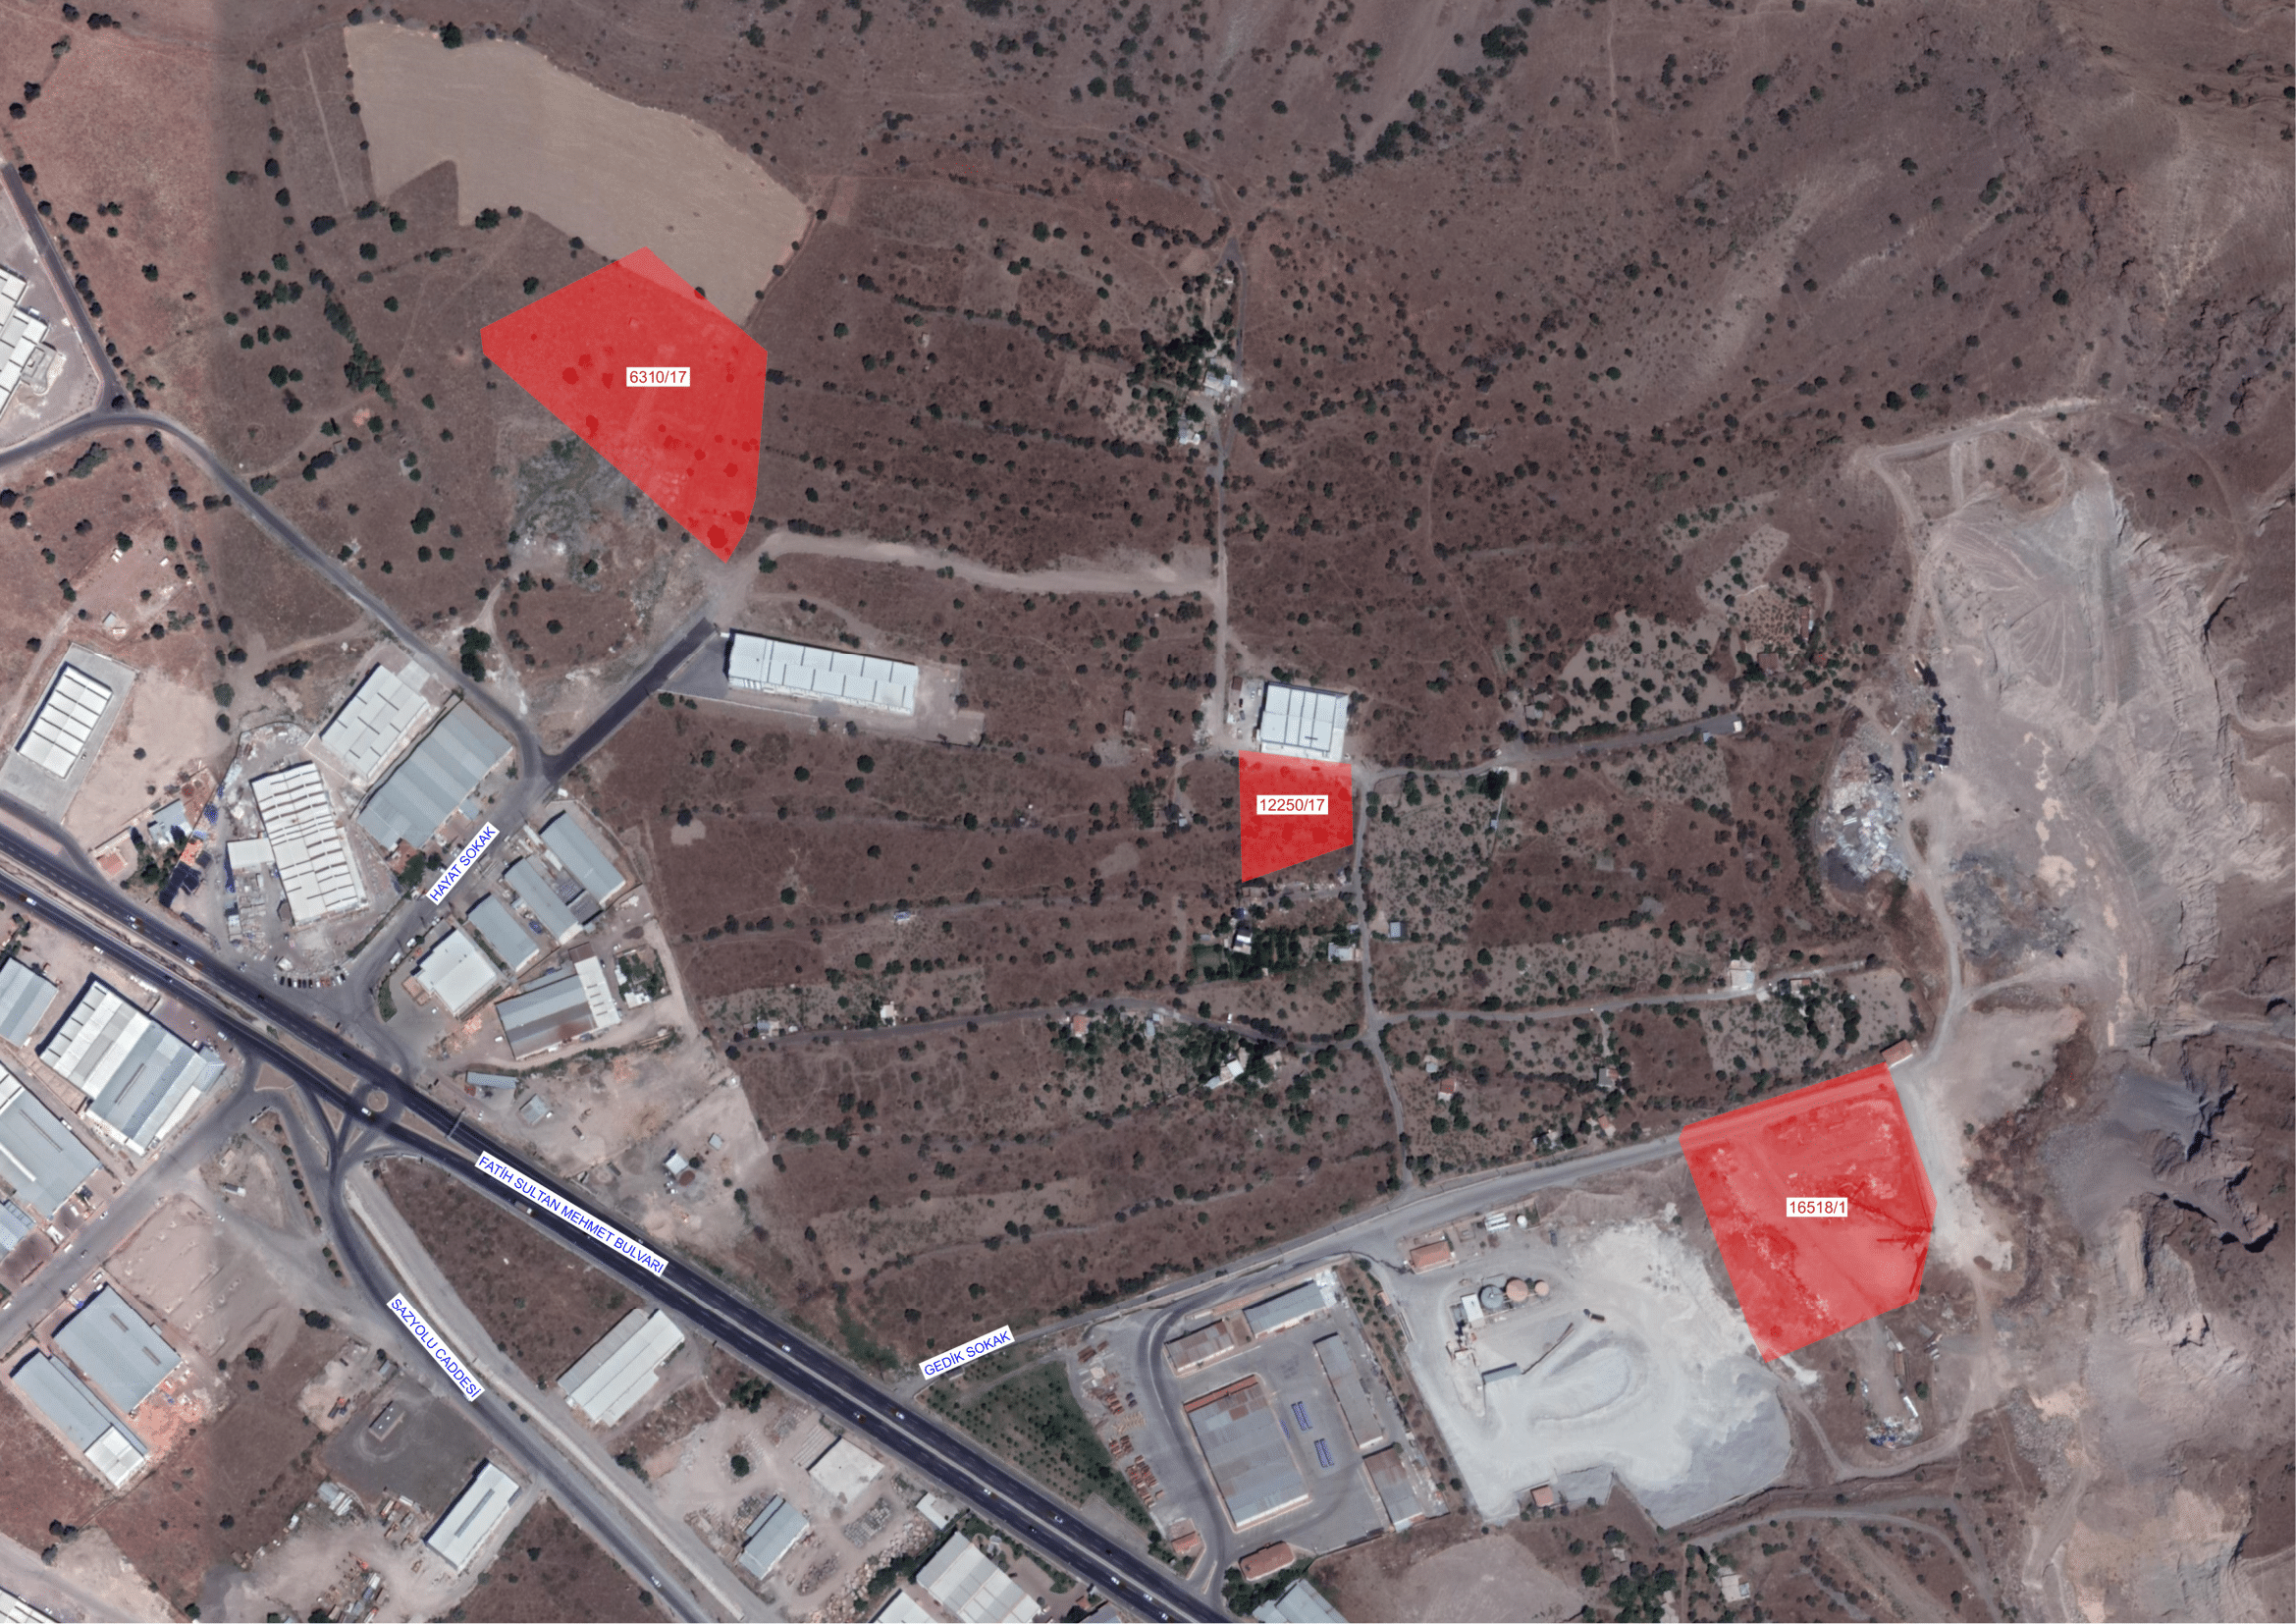 6310/17
12250/17
HAYAT SOKAK
FATİH SULTAN MEHMET BULVARI
16518/1
SAZYOLU CADDESİ
GEDİK SOKAK